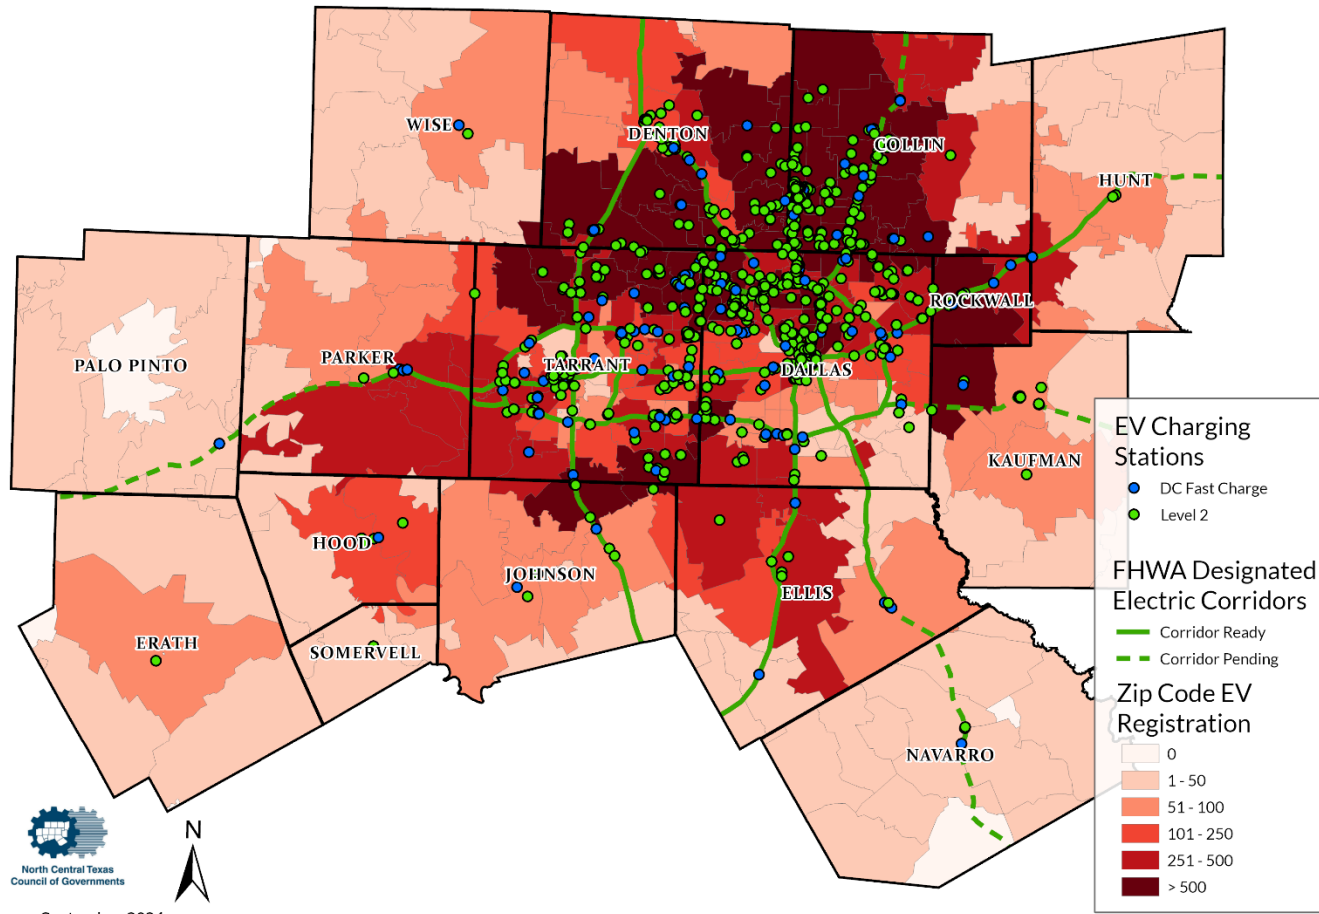 WISE
DENTON
COLLIN
HUNT
ROCKWALL
PALO PINTO
PARKER
TARRANT
DALLAS
KAUFMAN
HOOD
JOHNSON
ELLIS
ERATH
SOMERVELL
NAVARRO
EV Charging
Stations
DC Fast Charge
Level 2
FHWA Designated
Electric Corridors
Corridor Ready
Corridor Pending
Zip Code EV
Registration
0
1 - 50
51 - 100
101 - 250
251 - 500
> 500
N
North Central Texas
Council of Governments